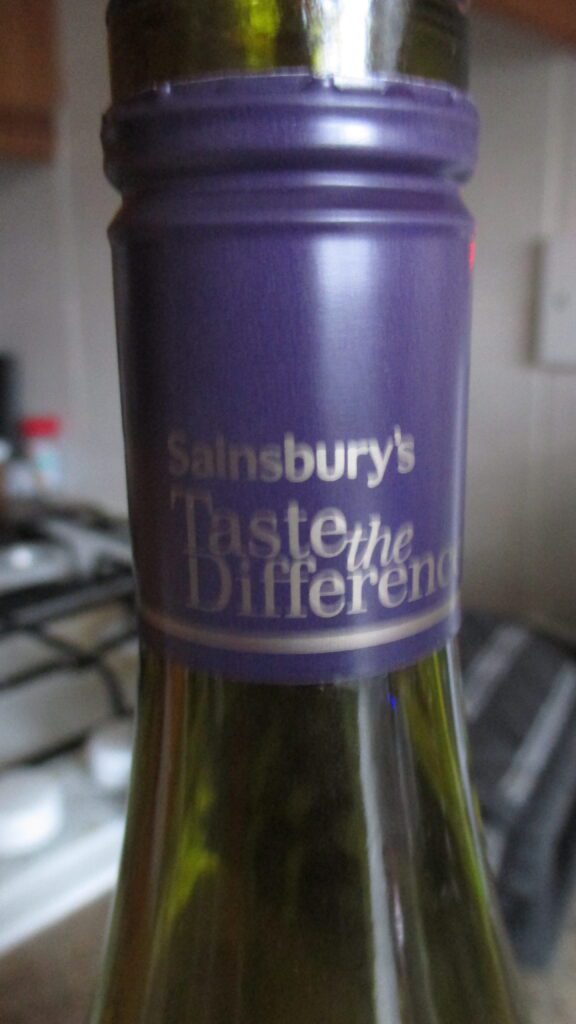 Sainsbury's
Taste the
Differenc